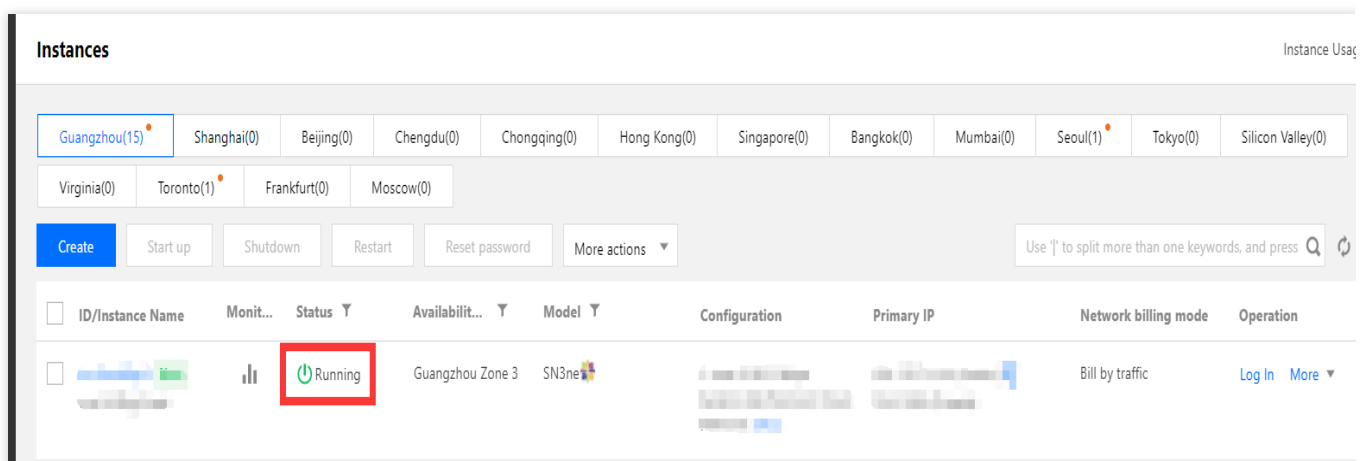 Instances
Instance Usag
Guangzhou(15) Shanghai(0) Beijing(0) Chengdu(0) Chongqing(0) Hong Kong(0) Singapore(0) Bangkok(0) Mumbai(0) Seoul(1) Tokyo(0) Silicon Valley(0)
Virginia(0) Toronto(1) Frankfurt(0) Moscow(0)
Create Start up Shutdown Restart Reset password More actions Use '|' to split more than one keywords, and press
ID/Instance Name Monit... Status Availabilit... Model Configuration Primary IP Network billing mode Operation
Running Guangzhou Zone 3 SN3ne Bill by traffic Log In More